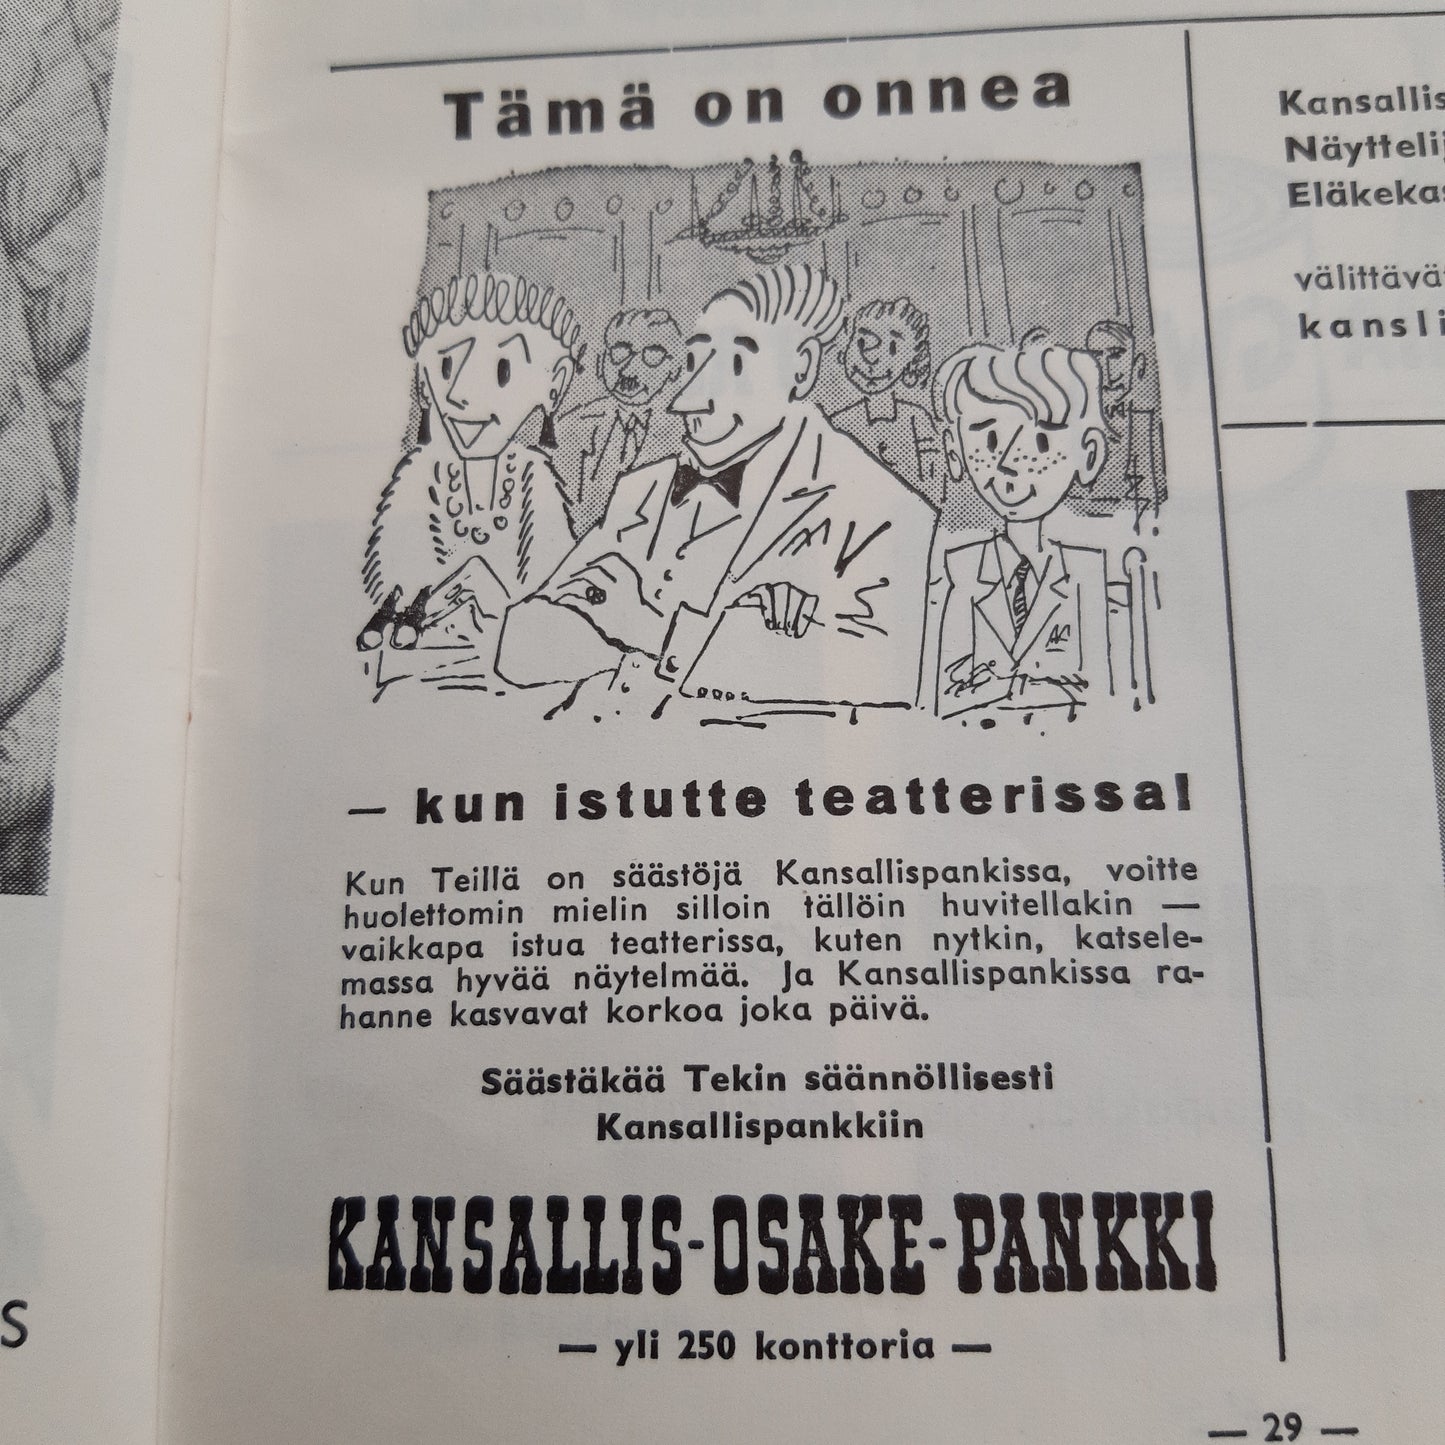 Tämä on onnea
— kun istutte teatterissa!
Kun Teillä on säästöjä Kansallispankissa, voitte
huolettomin mielin silloin tällöin huvitellakin —
vaikkapa istua teatterissa, kuten nytkin, katsele-
massa hyvää näytelmää. Ja Kansallispankissa ra-
hanne kasvavat korkoa joka päivä.
Säästäkää Tekin säännöllisesti
Kansallispankkiin
KANSALLIS-OSAKE-PANKKI
— yli 250 konttoria —
— 29 —
S